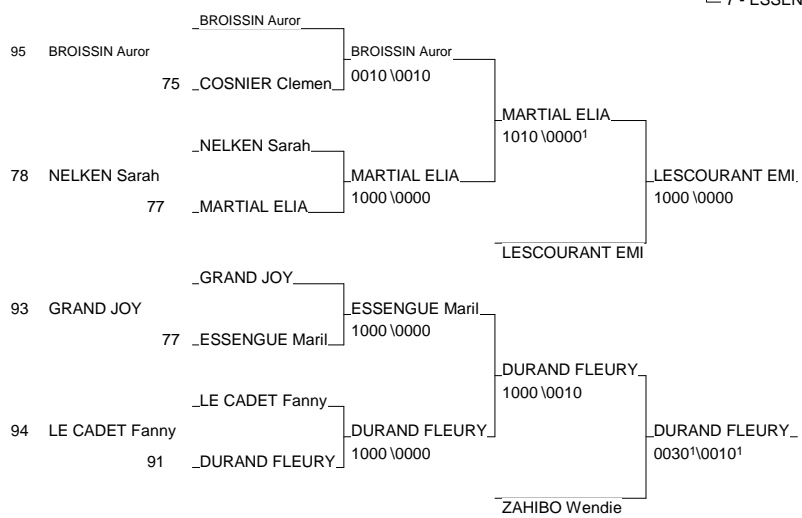 7 - ESSEN
BROISSIN Auror
95 BROISSIN Auror
BROISSIN Auror
0010 \0010
75 COSNIER Clemen
MARTIAL ELIA
1010 \0000¹
NELKEN Sarah
78 NELKEN Sarah
MARTIAL ELIA
1000 \0000
LESCOURANT EMI
1000 \0000
77 MARTIAL ELIA
LESCOURANT EMI
GRAND JOY
93 GRAND JOY
ESSENGUE Maril
1000 \0000
77 ESSENGUE Maril
DURAND FLEURY
1000 \0010
LE CADET Fanny
94 LE CADET Fanny
DURAND FLEURY
1000 \0000
DURAND FLEURY
0030¹\0010¹
91 DURAND FLEURY
ZAHIBO Wendie